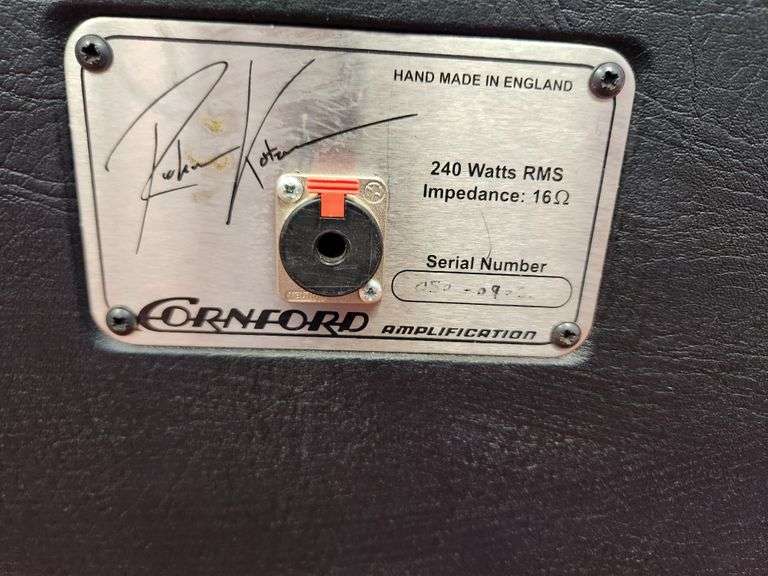 HAND MADE IN ENGLAND
240 Watts RMS
Impedance: 16Ω
Serial Number
CORNFORD AMPLIFICATION